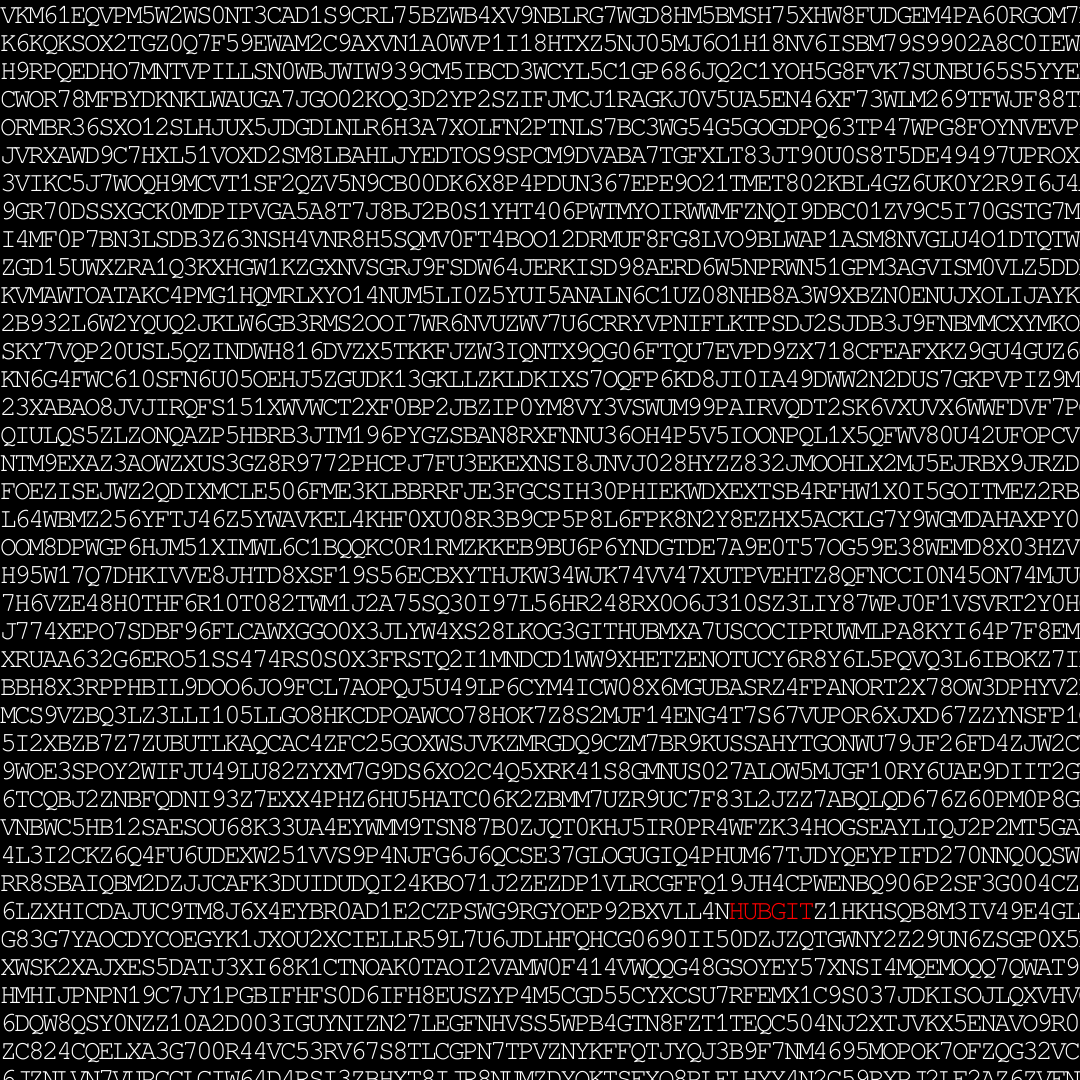 VKM61EQVPM5W2WS0NT3CAD1S9CRL75BZWB4XV9NBLRG7WGD8HM5BMSH75XHW8FUDGEM4PA60RGOM7
K6KQKSOX2TGZ0Q7F59EWAM2C9AXVN1A0WVP1I18HTXZ5NJ05MJ6O1H18NV6ISBM79S9902A8C0IEW
H9RPQEDHO7MNTVPILLSN0WBJWIW939CM5IBCD3WCYL5C1GP686JQ2C1YOH5G8FVK7SUNBU65S5YYE
CWOR78MFBYDKNKLWAUGA7JGO02KOQ3D2YP2SZIFJMCJ1RAGKJ0V5UA5EN46XF73WLM269TFWJF88T
ORMBR36SXO12SLHJUX5JDGDLNLR6H3A7XOLFN2PTNLS7BC3WG54G5GOGDPQ63TP47WPG8FOYNVEVP
JVRXAWD9C7HXL51VOXD2SM8LBAHLJYEDTOS9SPCM9DVABA7TGFXLT83JT90U0S8T5DE49497UPROX
3VIKC5J7WOQH9MCVT1SF2QZV5N9CB00DK6X8P4PDUN367EPE9O21TMET802KBL4GZ6UK0Y2R9I6J4
9GR70DSSXGCK0MDPIPVGA5A8T7J8BJ2B0S1YHT406PWTMYOIRWWMFZNQI9DBC01ZV9C5I70GSTG7M
I4MF0P7BN3LSDB3Z63NSH4VNR8H5SQMV0FT4BOO12DRMUF8FG8LVO9BLWAP1ASM8NVGLU4O1DTQTW
ZGD15UWXZRA1Q3KXHGW1KZGXNVSGRJ9FSDW64JERKISD98AERD6W5NPRWN51GPM3AGVISM0VLZ5DD
KVMAWTOATAKC4PMG1HQMRLXYO14NUM5LI0Z5YUI5ANALN6C1UZ08NHB8A3W9XBZN0ENUJXOLIJAYK
2B932L6W2YQUQ2JKLW6GB3RMS2OOI7WR6NVUZWV7U6CRRYVPNIFLKTPSDJ2SJDB3J9FNBMMCXYMKO
SKY7VQP20USL5QZINDWH816DVZX5TKKFJZW3IQNTX9QG06FTQU7EVPD9ZX718CFEAFXKZ9GU4GUZ6
KN6G4FWC610SFN6U05OEHJ5ZGUDK13GKLLZKLDKIXS7OQFP6KD8JI0IA49DWW2N2DUS7GKPVPIZ9M
23XABAO8JVJIRQFS151XWVWCT2XF0BP2JBZIP0YM8VY3VSWUM99PAIRVQDT2SK6VXUVX6WWFDVF7P
QIULQS5ZLZONQAZP5HBRB3JTM196PYGZSBAN8RXFNNU36OH4P5V5IOONPQL1X5QFWV80U42UFOPCV
NTM9EXAZ3AOWZXUS3GZ8R9772PHCPJ7FU3EKEXNSI8JNVJ028HYZZ832JMOOHLX2MJ5EJRBX9JRZD
FOEZISEJWZ2QDIXMCLE506FME3KLBBRRFJE3FGCSIH30PHIEKWDXEXTSB4RFHW1X0I5GOITMEZ2RB
L64WBMZ256YFTJ46Z5YWAVKEL4KHF0XU08R3B9CP5P8L6FPK8N2Y8EZHX5ACKLG7Y9WGMDAHAXPY0
OOM8DPWGP6HJM51XIMWL6C1BQQKC0R1RMZKKEB9BU6P6YNDGTDE7A9E0T57OG59E38WEMD8X03HZV
H95W17Q7DHKIVVE8JHTD8XSF19S56ECBXYTHJKW34WJK74VV47XUTPVEHTZ8QFNCCI0N45ON74MJU
7H6VZE48H0THF6R10T082TWM1J2A75SQ30I97L56HR248RX0O6J310SZ3LIY87WPJ0F1VSVRT2Y0H
J774XEPO7SDBF96FLCAWXGGO0X3JLYW4XS28LKOG3GITHUBMXA7USCOCIPRUWMLPA8KYI64P7F8EM
XRUAA632G6ERO51SS474RS0S0X3FRSTQ2I1MNDCD1WW9XHETZENOTUCY6R8Y6L5PQVQ3L6IBOKZ7I
BBH8X3RPPHBIL9DOO6JO9FCL7AOPQJ5U49LP6CYM4ICW08X6MGUBASRZ4FPANORT2X78OW3DPHYV2
MCS9VZBQ3LZ3LLI105LLGO8HKCDPOAWCO78HOK7Z8S2MJF14ENG4T7S67VUPOR6XJXD67ZZYNSFP1
5I2XBZB7Z7ZUBUTLKAQCAC4ZFC25GOXWSJVKZMRGDQ9CZM7BR9KUSSAHYTGONWU79JF26FD4ZJW2C
9WOE3SPOY2WIFJU49LU82ZYXM7G9DS6XO2C4Q5XRK41S8GMNUS027ALOW5MJGF10RY6UAE9DIIT2G
6TCQBJ2ZNBFQDNI93Z7EXX4PHZ6HU5HATC06K2ZBMM7UZR9UC7F83L2JZZ7ABQLQD676Z60PM0P8G
VNBWC5HB12SAESOU68K33UA4EYWMM9TSN87B0ZJQT0KHJ5IR0PR4WFZK34HOGSEAYLIQJ2P2MT5GA
4L3I2CKZ6Q4FU6UDEXW251VVS9P4NJFG6J6QCSE37GLOGUGIQ4PHUM67TJDYQEYPIFD270NNQ0QSW
RR8SBAIQBM2DZJJCAFK3DUIDUDQI24KBO71J2ZEZDP1VLRCGFFQ19JH4CPWENBQ906P2SF3G004CZ
6LZXHICDAJUC9TM8J6X4EYBR0AD1E2CZPSWG9RGYOEP92BXVLL4NHUBGITZ1HKHSQB8M3IV49E4GL
G83G7YAOCDYCOEGYK1JXOU2XCIELLR59L7U6JDLHFQHCG0690II50DZJZQTGWNY2Z29UN6ZSGP0X5
XWSK2XAJXES5DATJ3XI68K1CTNOAK0TAOI2VAMW0F414VWQQG48GSOYEY57XNSI4MQEMOQQ7QWAT9
HMHIJPNPN19C7JY1PGBIFHFS0D6IFH8EUSZYP4M5CGD55CYXCSU7RFEMX1C9S037JDKISOJLQXVHV
6DQW8QSY0NZZ10A2D003IGUYNIZN27LEGFNHVSS5WPB4GTN8FZT1TEQC504NJ2XTJVKX5ENAVO9R0
ZC824CQELXA3G700R44VC53RV67S8TLCGPN7TPVZNYKFFQTJYQJ3B9F7NM4695MOPOK7OFZQG32VC